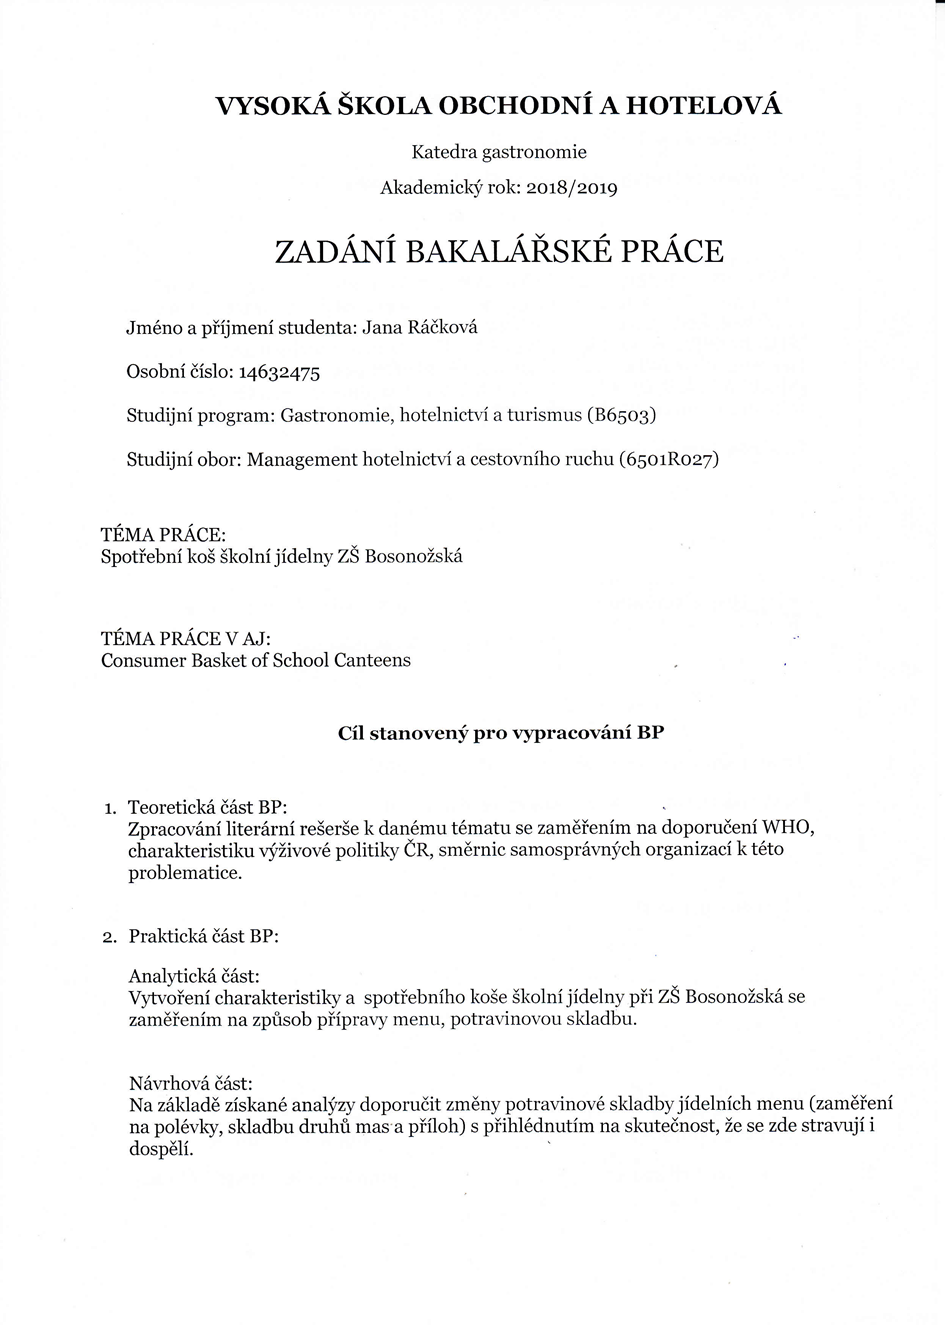 VYSOKÁ ŠKOLA OBCHODNÍ A HOTELOVÁ
Katedra gastronomie
Akademický rok: 2018/2019
ZADÁNÍ BAKALÁŘSKÉ PRÁCE
Jméno a příjmení studenta: Jana Ráčková
Osobní číslo: 14632475
Studijní program: Gastronomie, hotelnictví a turismus (B6503)
Studijní obor: Management hotelnictví a cestovního ruchu (6501R027)
TÉMA PRÁCE:
Spotřební koš školní jídelny ZŠ Bosonožská
TÉMA PRÁCE V AJ:
Consumer Basket of School Canteens
Cíl stanovený pro vypracování BP
1. Teoretická část BP:
Zpracování literární rešerše k danému tématu se zaměřením na doporučení WHO,
charakteristiku výživové politiky ČR, směrnic samosprávných organizací k této
problematice.
2. Praktická část BP:
Analytická část:
Vytvoření charakteristiky a spotřebního koše školní jídelny při ZŠ Bosonožská se
zaměřením na způsob přípravy menu, potravinovou skladbu.
Návrhová část:
Na základě získané analýzy doporučit změny potravinové skladby jídelních menu (zaměření
na polévky, skladbu druhů mas a příloh) s přihlédnutím na skutečnost, že se zde stravují i
dospělí.